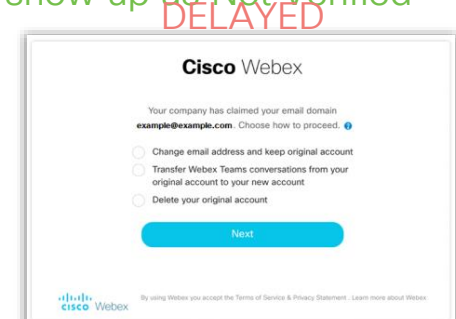 show up as Not Verified
DELAYED
Cisco Webex
Your company has claimed your email domain
example@example.com. Choose how to proceed.
Change email address and keep original account
Transfer Webex Teams conversations from your
original account to your new account
Delete your original account
Next
CISCO Webex
By using Webex you accept the Terms of Service & Privacy Statement . Learn more about Webex